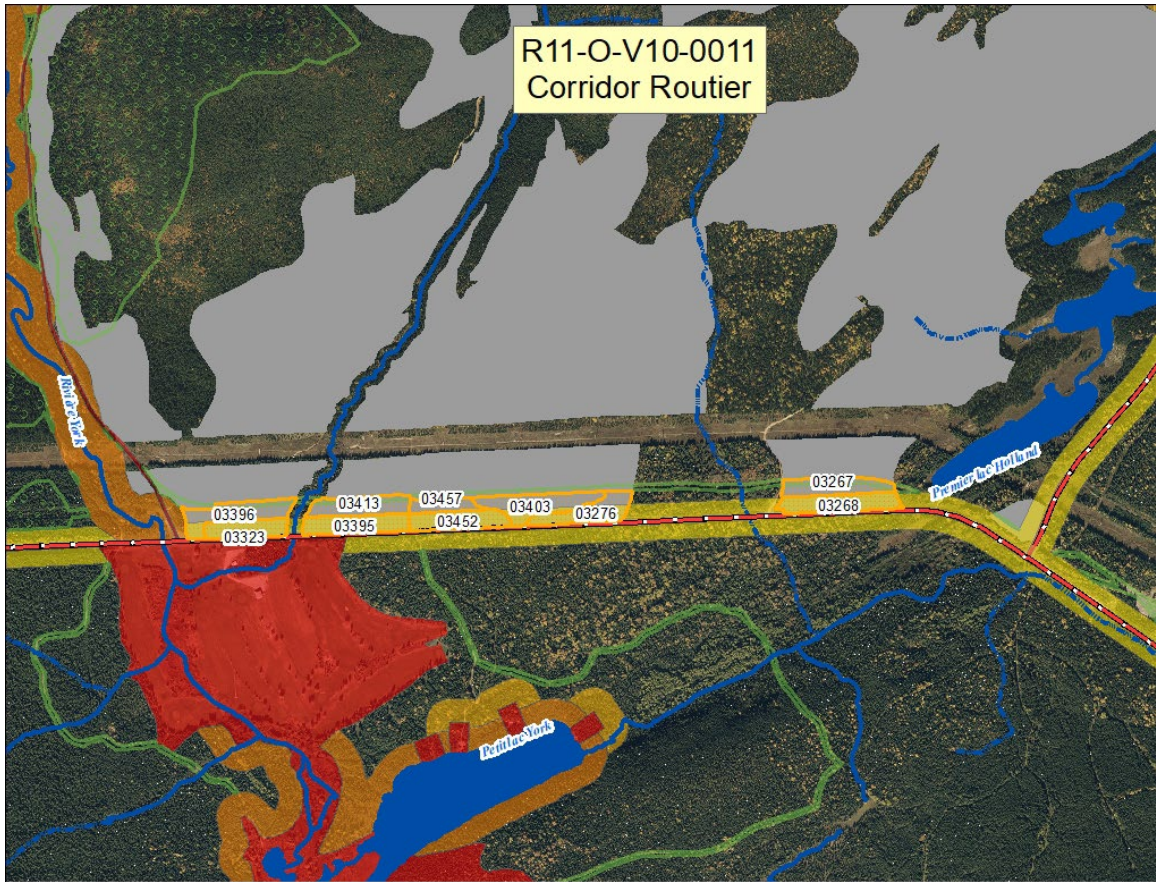 R11-O-V10-0011
Corridor Routier
Rivière York
Premier lac Holland
03267
03413
03457
03396
03403
03276
03268
03395
03452
03323
Petit lac York